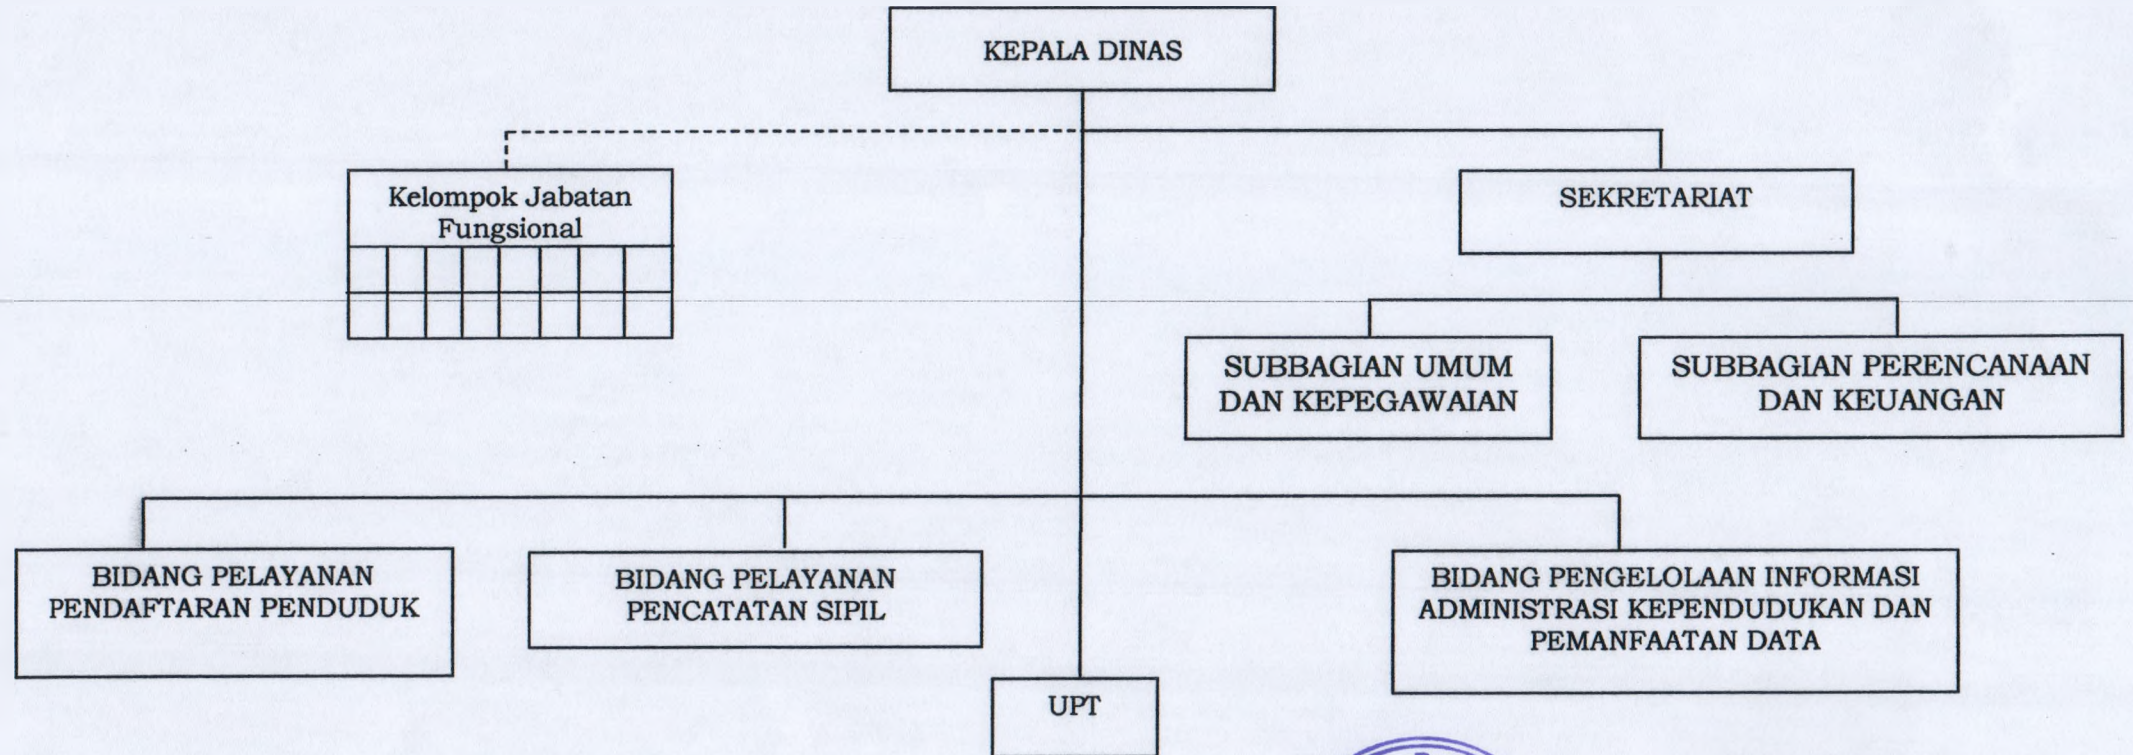 KEPALA DINAS
Kelompok Jabatan
Fungsional
SEKRETARIAT
SUBBAGIAN UMUM
DAN KEPEGAWAIAN
SUBBAGIAN PERENCANAAN
DAN KEUANGAN
BIDANG PELAYANAN
PENDAFTARAN PENDUDUK
BIDANG PELAYANAN
PENCATATAN SIPIL
BIDANG PENGELOLAAN INFORMASI
ADMINISTRASI KEPENDUDUKAN DAN
PEMANFAATAN DATA
UPT